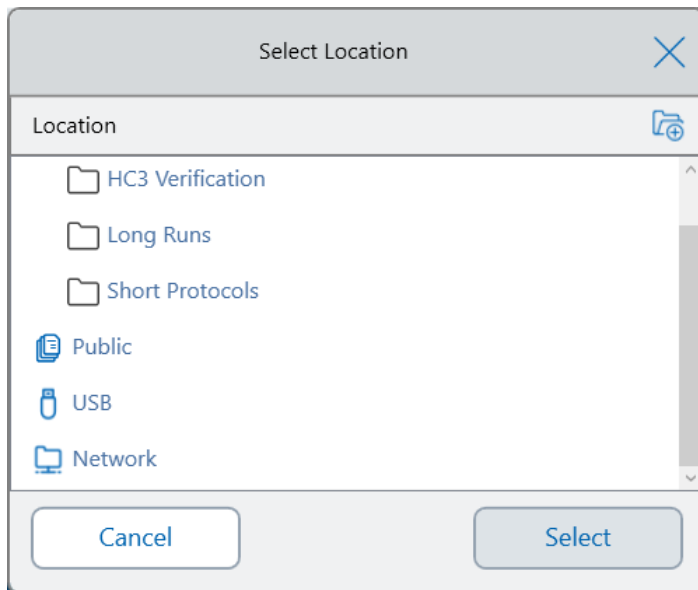 Select Location
Location
HC3 Verification
Long Runs
Short Protocols
Public
USB
Network
Cancel
Select